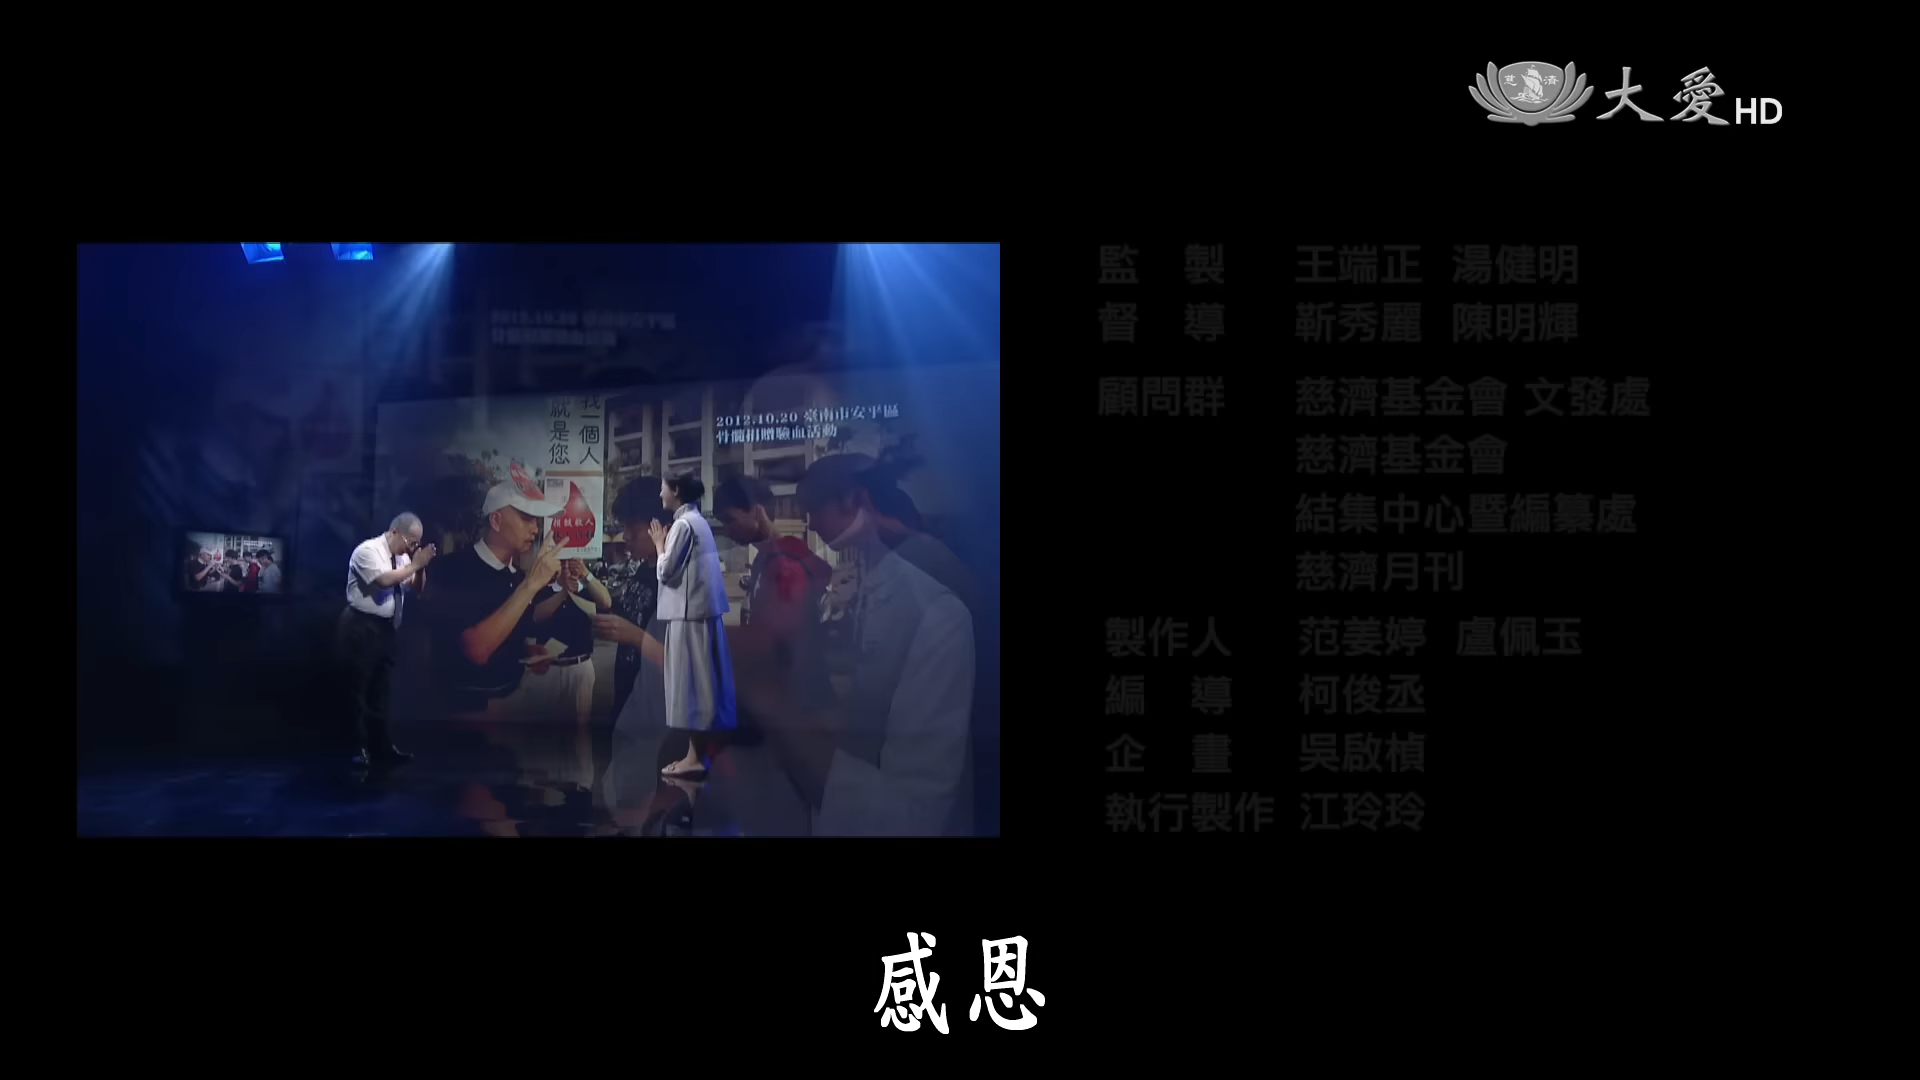 慈濟 大愛HD
我一個人
就是您
2012.10.20 臺南市安平區
骨髓捐贈驗血活動
監製 王端正 湯健明
督導 靳秀麗 陳明輝
顧問群 慈濟基金會 文發處
慈濟基金會
結集中心暨編纂處
慈濟月刊
製作人 范姜婷 盧佩玉
編導 柯俊丞
企畫 吳啟楨
執行製作 江玲玲
感恩